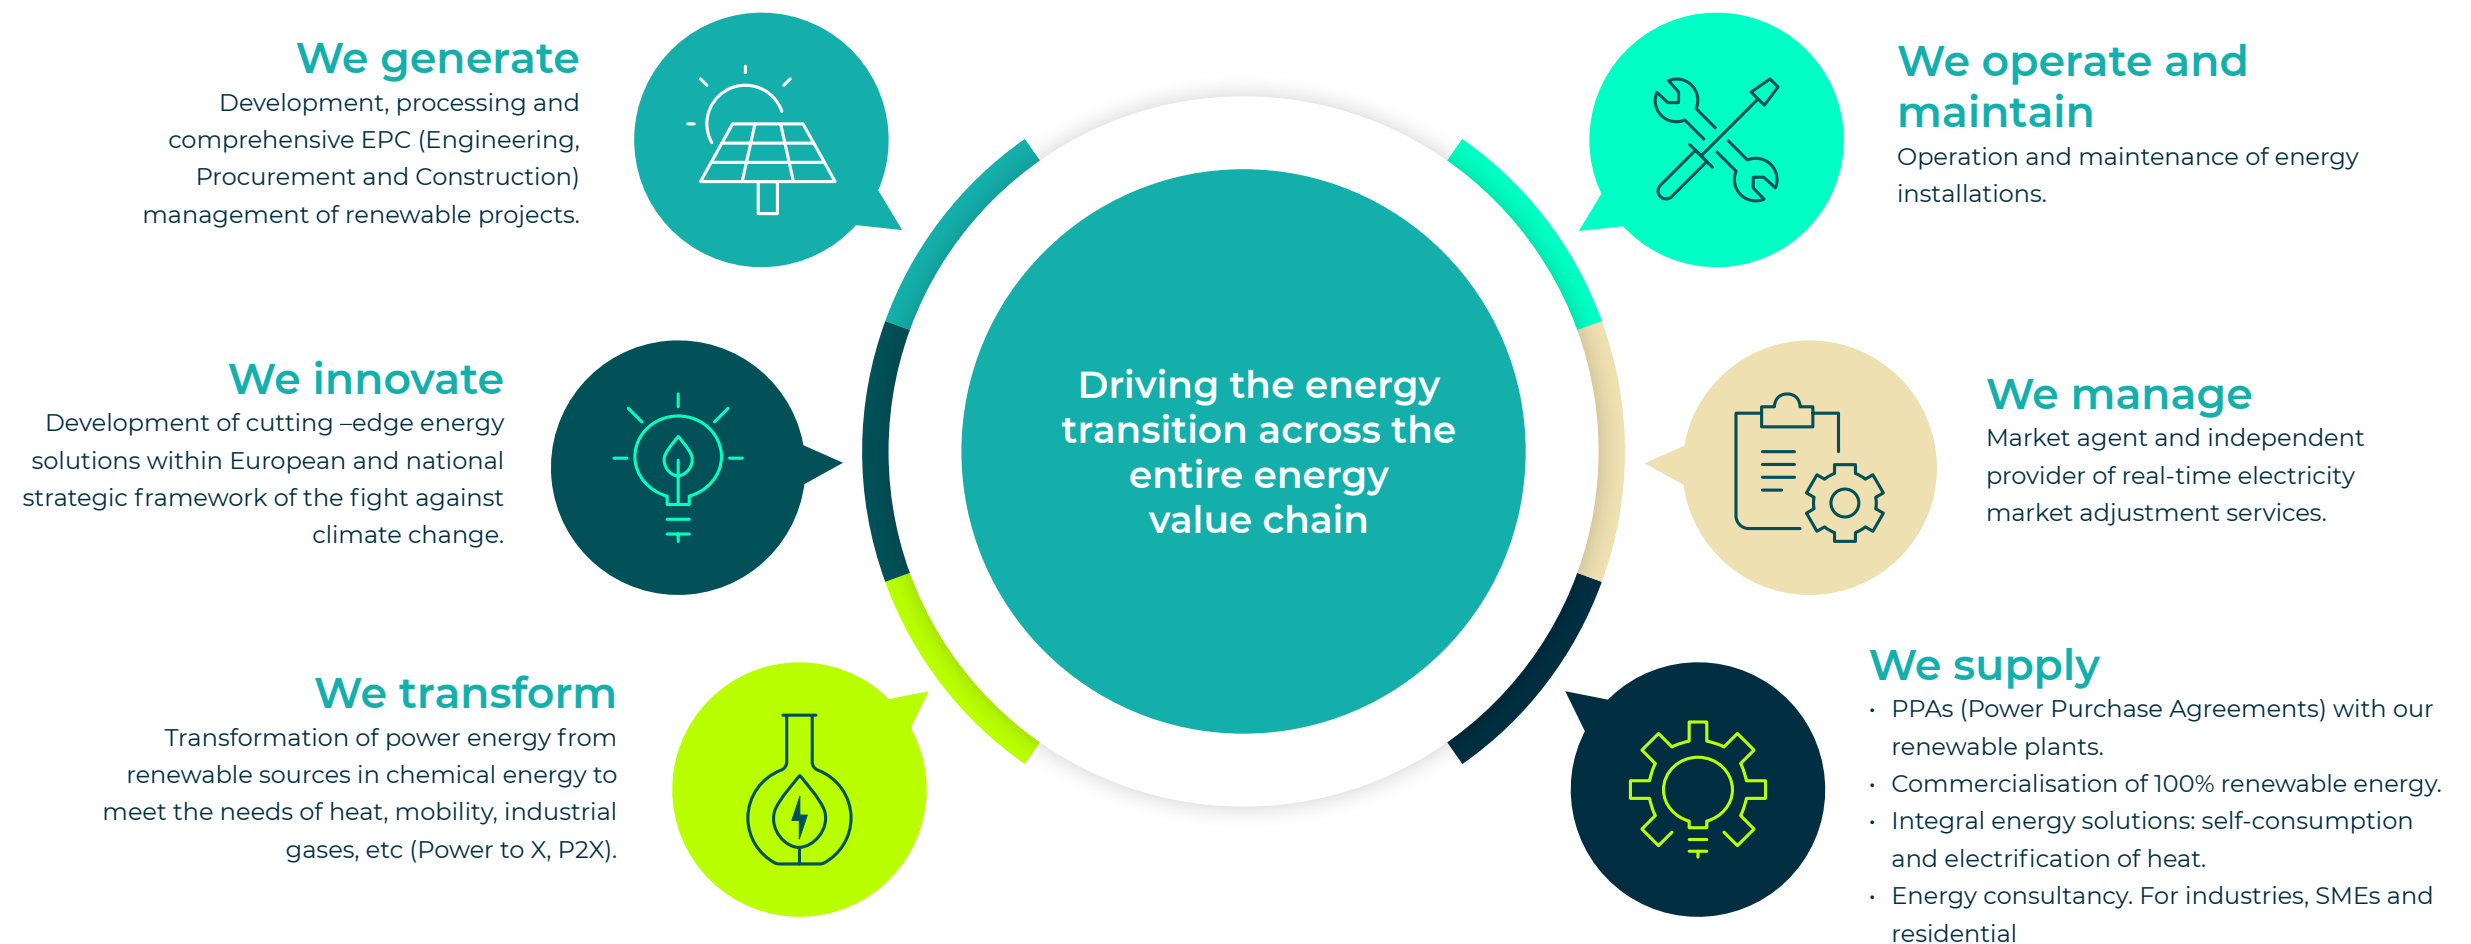 We generate
Development, processing and
comprehensive EPC (Engineering,
Procurement and Construction)
management of renewable projects.
We innovate
Development of cutting –edge energy
solutions within European and national
strategic framework of the fight against
climate change.
We transform
Transformation of power energy from
renewable sources in chemical energy to
meet the needs of heat, mobility, industrial
gases, etc (Power to X, P2X).
Driving the energy
transition across the
entire energy
value chain
We operate and
maintain
Operation and maintenance of energy
installations.
We manage
Market agent and independent
provider of real-time electricity
market adjustment services.
We supply
• PPAs (Power Purchase Agreements) with our
renewable plants.
• Commercialisation of 100% renewable energy.
• Integral energy solutions: self-consumption
and electrification of heat.
• Energy consultancy. For industries, SMEs and
residential